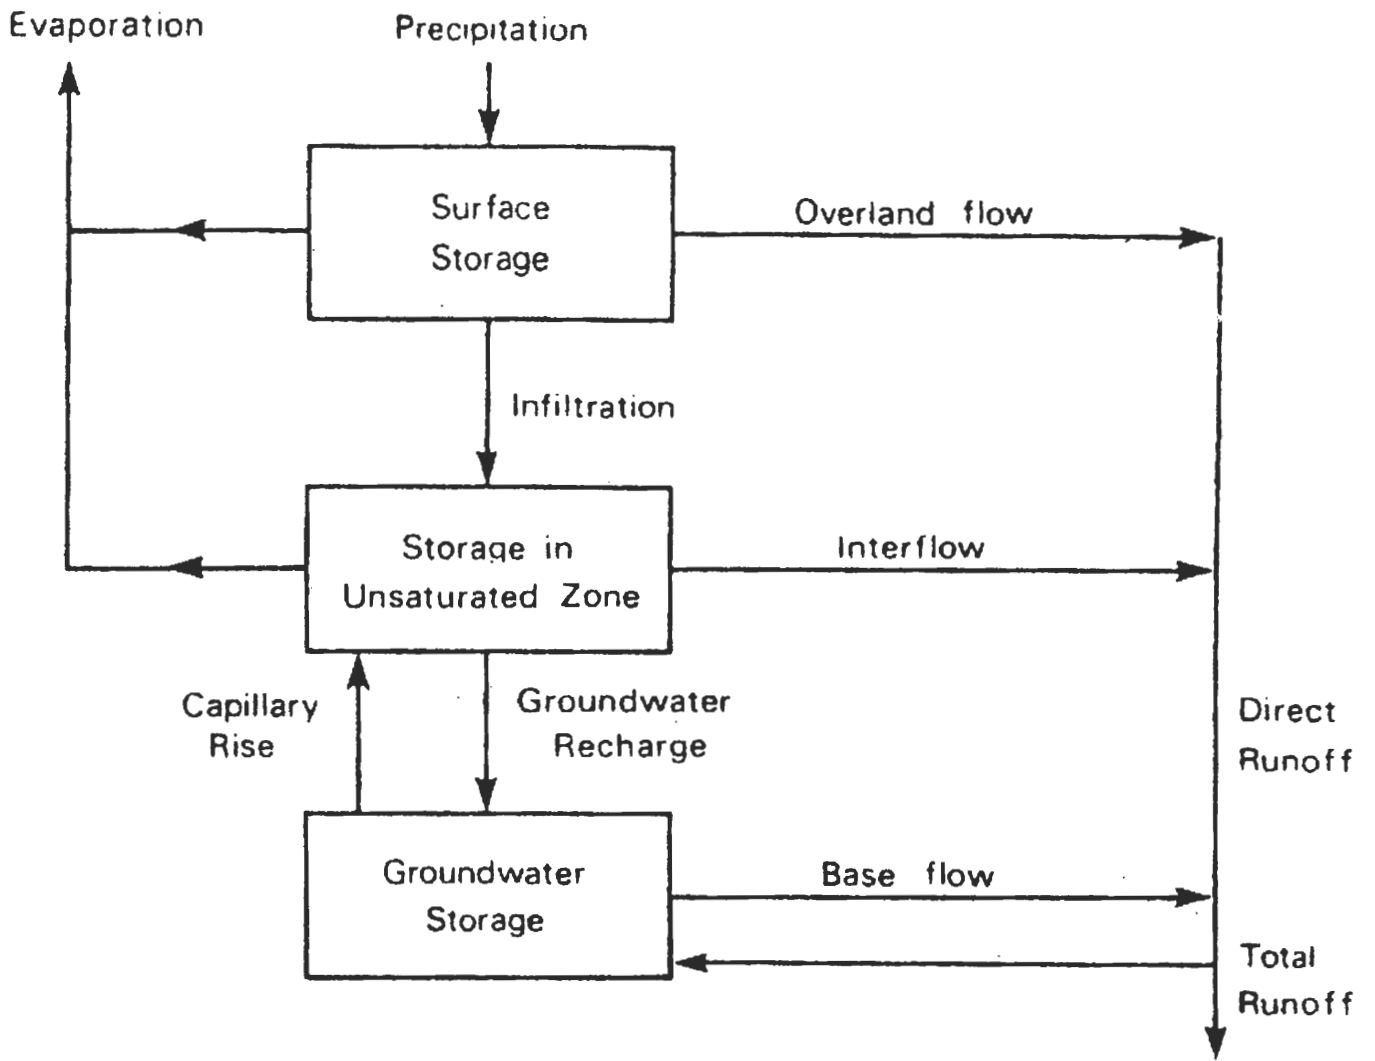 Evaporation
Precipitation
Surface
Storage
Overland flow
Infiltration
Storage in
Unsaturated Zone
Interflow
Capillary
Rise
Groundwater
Recharge
Direct
Runoff
Groundwater
Storage
Base flow
Total
Runoff